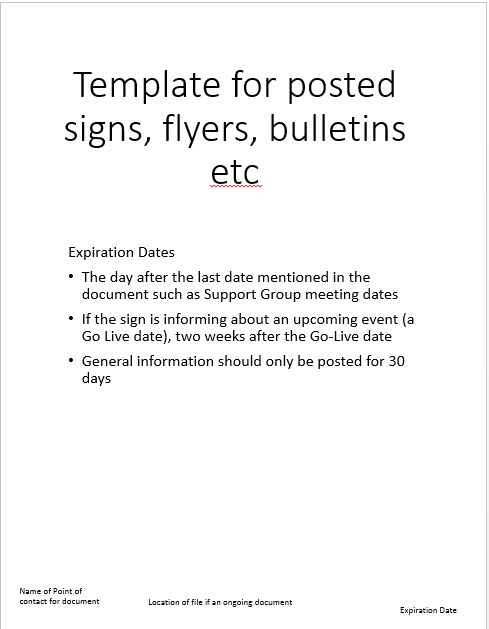 Template for posted
signs, flyers, bulletins
etc
Expiration Dates
• The day after the last date mentioned in the
document such as Support Group meeting dates
• If the sign is informing about an upcoming event (a
Go Live date), two weeks after the Go-Live date
• General information should only be posted for 30
days
Name of Point of
contact for document
Location of file if an ongoing document
Expiration Date